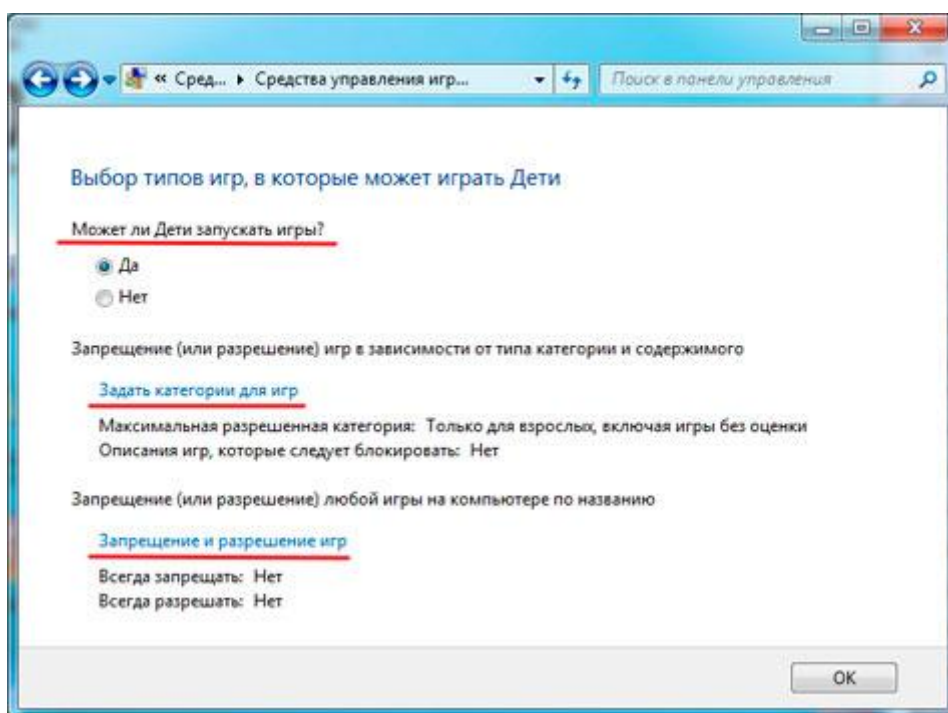 « Сред... ▸ Средства управления игр...
Поиск в панели управления
Выбор типов игр, в которые может играть Дети
Может ли Дети запускать игры?
Да
Нет
Запрещение (или разрешение) игр в зависимости от типа категории и содержимого
Задать категории для игр
Максимальная разрешенная категория: Только для взрослых, включая игры без оценки
Описания игр, которые следует блокировать: Нет
Запрещение (или разрешение) любой игры на компьютере по названию
Запрещение и разрешение игр
Всегда запрещать: Нет
Всегда разрешать: Нет
OK